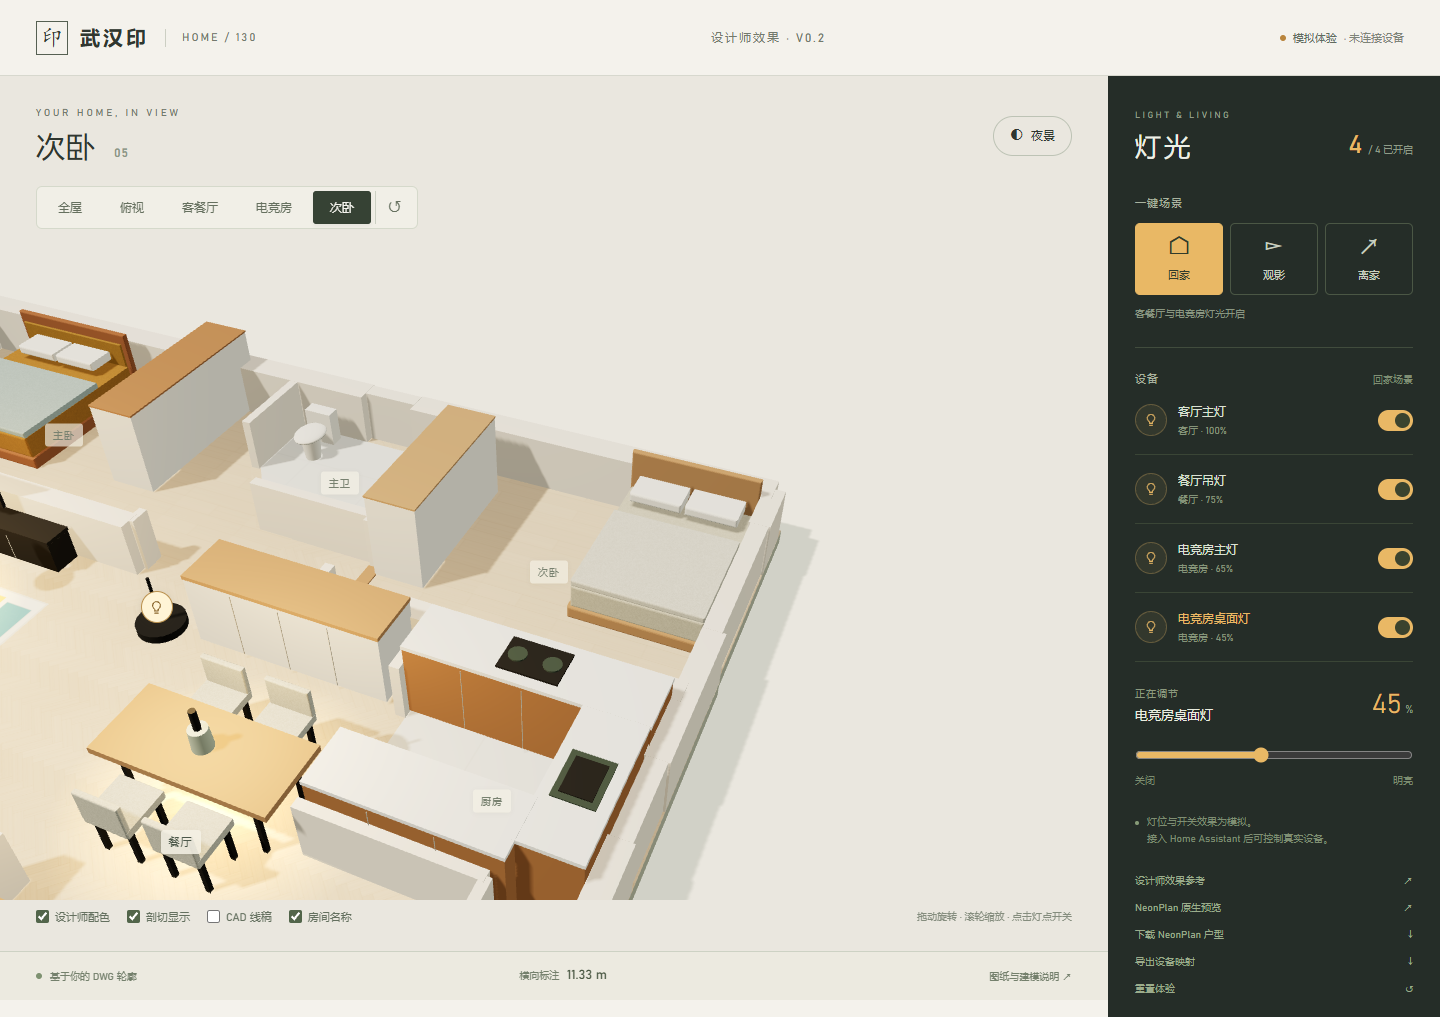 印 武汉印 HOME / 130
设计师效果 · V0.2
模拟体验 · 未连接设备
YOUR HOME, IN VIEW
次卧 05
夜景
全屋 俯视 客餐厅 电竞房 次卧
主卧
主卫
次卧
厨房
餐厅
设计师配色 剖切显示 CAD 线稿 房间名称
拖动旋转 · 滚轮缩放 · 点击灯点开关
基于你的 DWG 轮廓
横向标注 11.33 m
图纸与建模说明 ↗
LIGHT & LIVING
灯光 4 / 4 已开启
一键场景
回家 观影 离家
客餐厅与电竞房灯光开启
设备 回家场景
客厅主灯
客厅 · 100%
餐厅吊灯
餐厅 · 75%
电竞房主灯
电竞房 · 65%
电竞房桌面灯
电竞房 · 45%
正在调节
电竞房桌面灯 45 %
关闭 明亮
灯位与开关效果为模拟。
接入 Home Assistant 后可控制真实设备。
设计师效果参考 ↗
NeonPlan 原生预览 ↗
下载 NeonPlan 户型 ↓
导出设备映射 ↓
重置体验 ↺